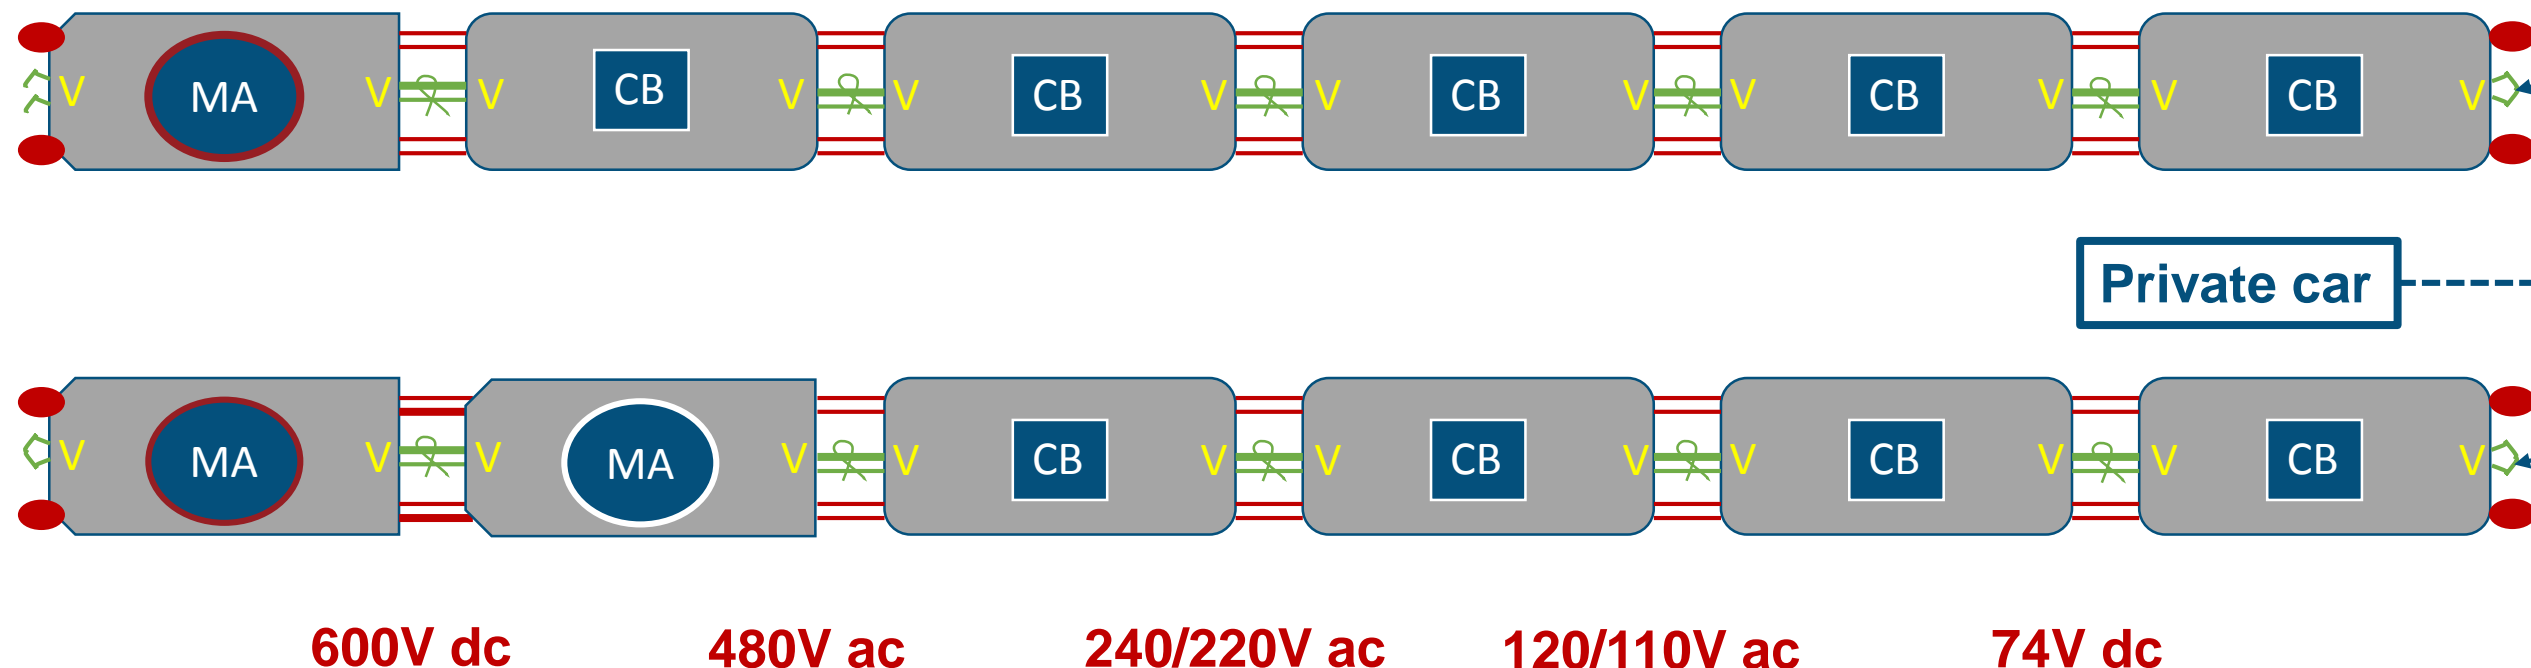 V MA V V CB V V CB V V CB V V CB V V CB V
Private car
V MA V V MA V V CB V V CB V V CB V V CB V
600V dc 480V ac 240/220V ac 120/110V ac 74V dc